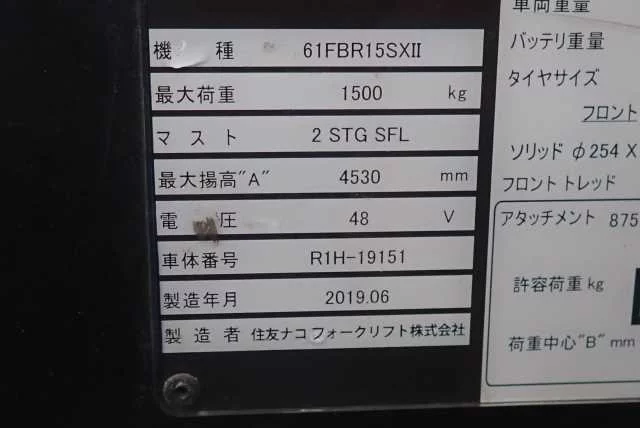 機 種 61FBR15SXII
最大荷重 1500 kg
マスト 2 STG SFL
最大揚高"A" 4530 mm
電 圧 48 V
車体番号 R1H-19151
製造年月 2019.06
製造者 住友ナコ フォークリフト株式会社
車両重量
バッテリ重量
タイヤサイズ
フロント
ソリッド φ254 X
フロントトレッド
アタッチメント 875
許容荷重 kg
荷重中心"B" mm